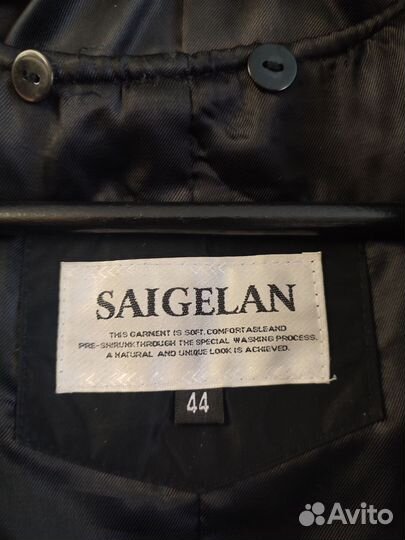 SAIGELAN
THIS GARMENT IS SOFT, COMFORTABLEAND
PRE-SHIRUNKTHROUGH THE SPECIAL WASHING PROCESS.
A NATURAL AND UNIQUE LOOK IS ACHIEVED.
44
Avito